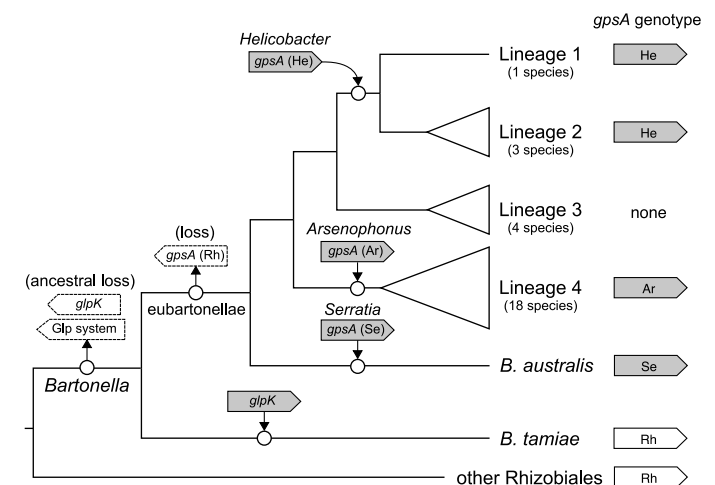 gpsA genotype
Helicobacter
gpsA (He)
Lineage 1
(1 species)
He
Lineage 2
(3 species)
He
Lineage 3
(4 species)
none
Arsenophonus
gpsA (Ar)
Lineage 4
(18 species)
Ar
(loss)
gpsA (Rh)
eubartonellae
(ancestral loss)
glpK
Glp system
Bartonella
Serratia
gpsA (Se)
B. australis
Se
glpK
B. tamiae
Rh
other Rhizobiales
Rh